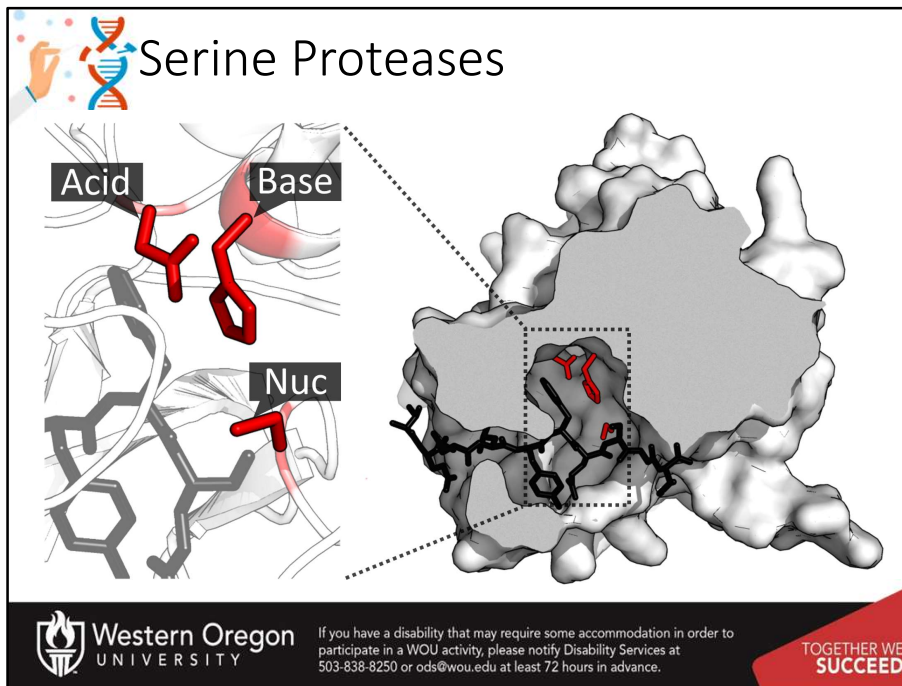 Serine Proteases
Acid
Base
Nuc
Western Oregon
UNIVERSITY
If you have a disability that may require some accommodation in order to
participate in a WOU activity, please notify Disability Services at
503-838-8250 or ods@wou.edu at least 72 hours in advance.
TOGETHER WE
SUCCEED